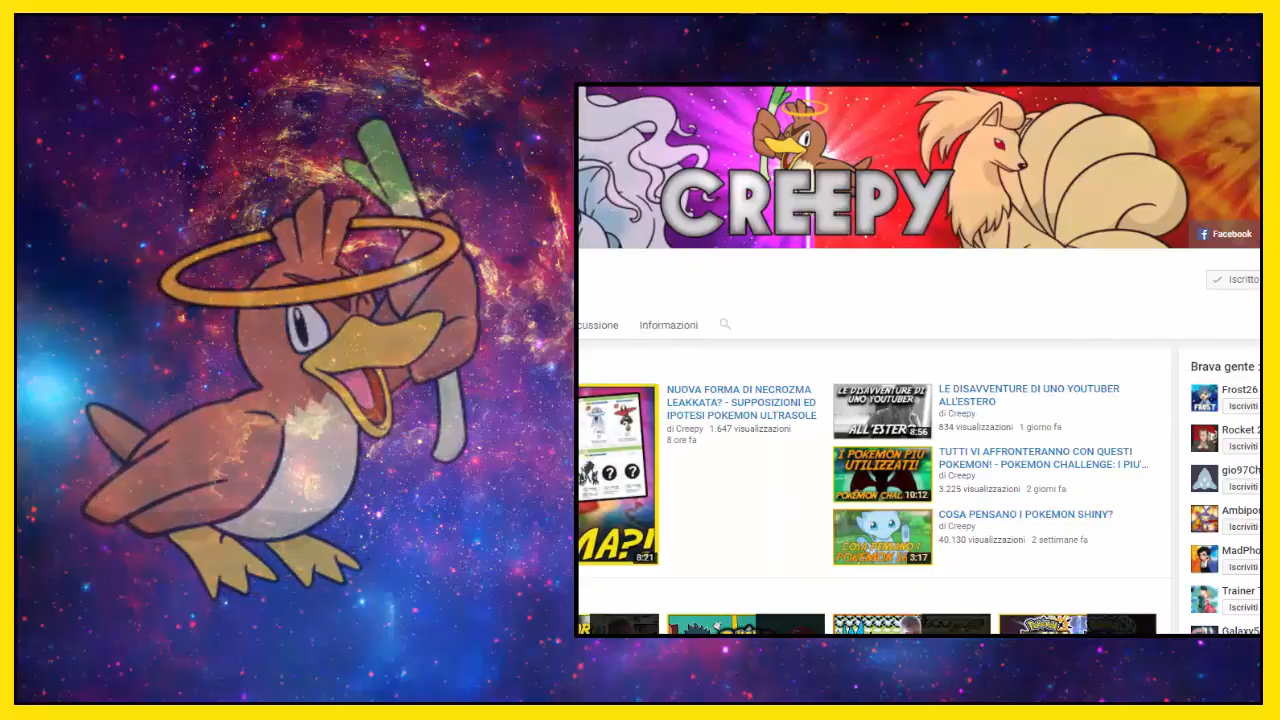 CREEPY
Facebook
Iscritto
cussione Informazioni
NUOVA FORMA DI NECROZMA
LEAKKATA? - SUPPOSIZIONI ED
IPOTESI POKEMON ULTRASOLE
di Creepy 1.647 visualizzazioni
8 ore fa
MA?!
8:21
LE DISAVVENTURE DI
UNO YOUTUBER
ALL'ESTER
8:56
LE DISAVVENTURE DI UNO YOUTUBER
ALL'ESTERO
di Creepy
834 visualizzazioni 1 giorno fa
I POKEMON PIU'
UTILIZZATI!
POKEMON CHAL
10:12
TUTTI VI AFFRONTERANNO CON QUESTI
POKEMON! - POKEMON CHALLENGE: I PIU'...
di Creepy
3.225 visualizzazioni 2 giorni fa
COSA PENSANO I
POKEMON
3:17
COSA PENSANO I POKEMON SHINY?
di Creepy
40.130 visualizzazioni 2 settimane fa
Brava gente :
Frost26
Iscriviti
Rocket 2
Iscriviti
gio97Ch
Iscriviti
Ambipor
Iscriviti
MadPho
Iscriviti
Trainer T
Iscriviti
Galaxy5